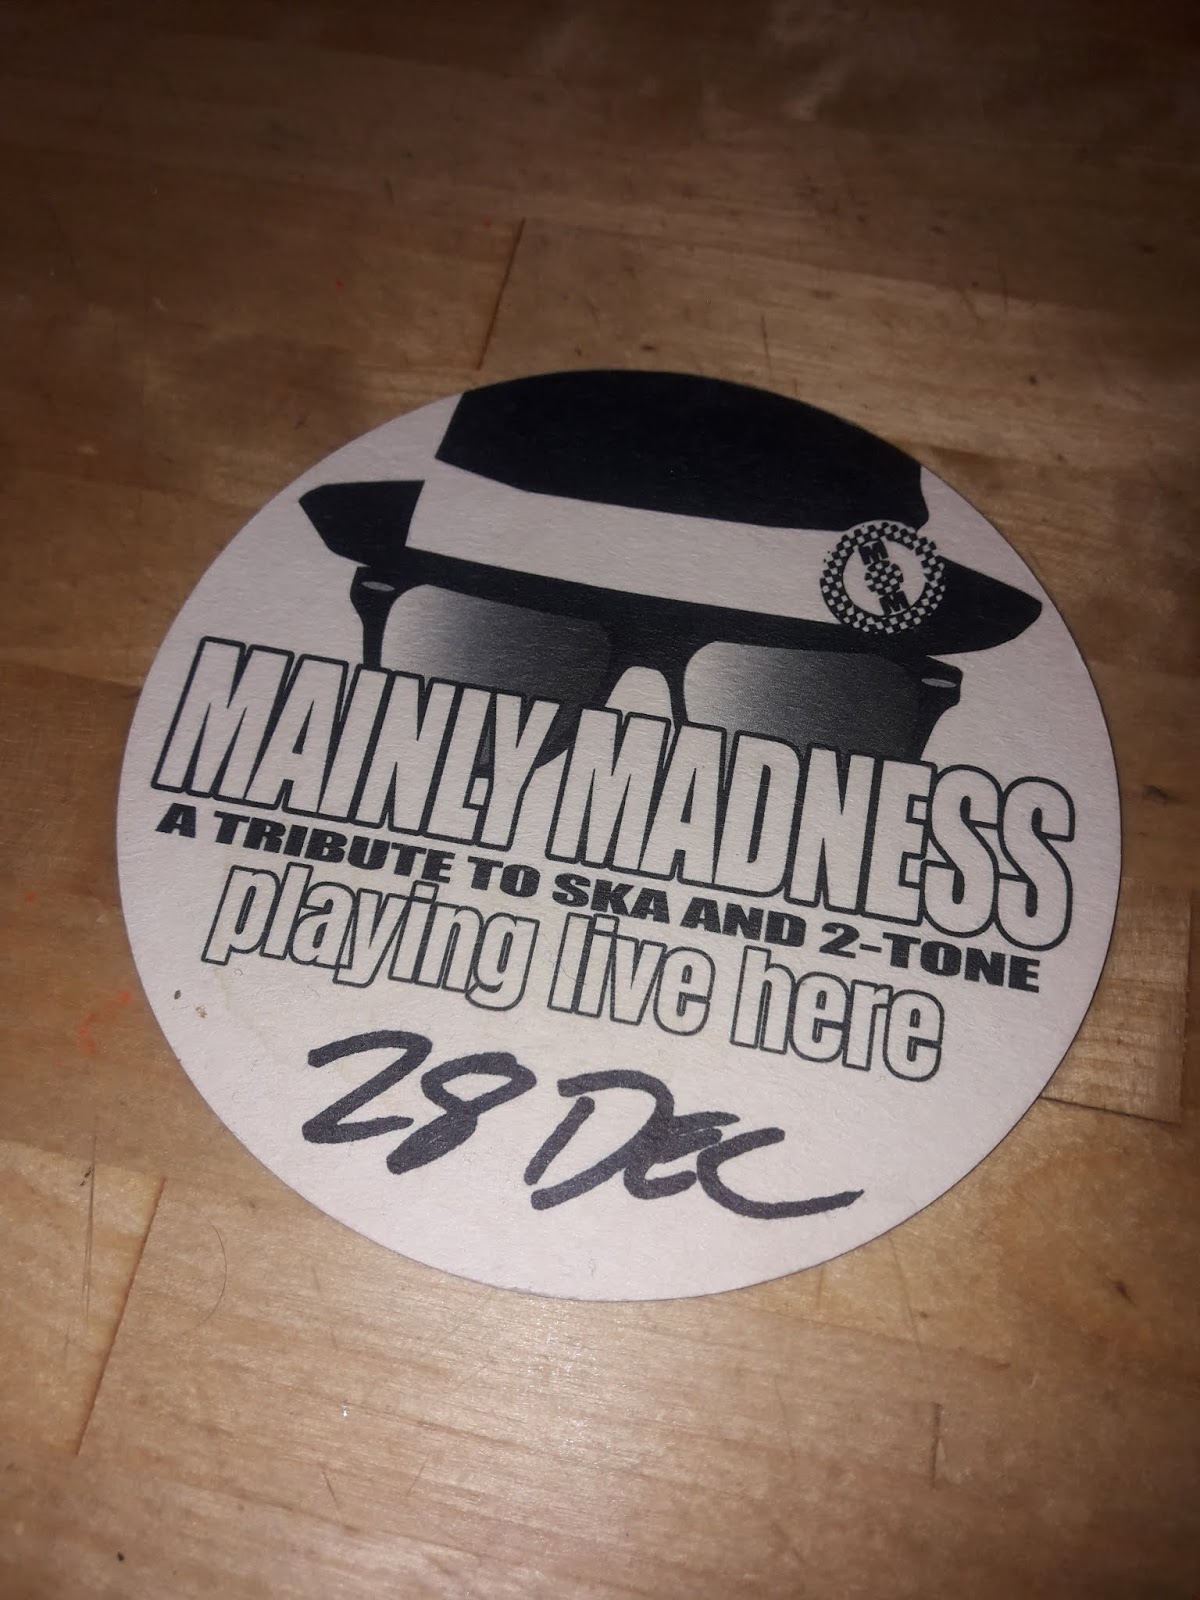 M
M
MAINLY MADNESS
A TRIBUTE TO SKA AND 2-TONE
playing live here
28 DEC